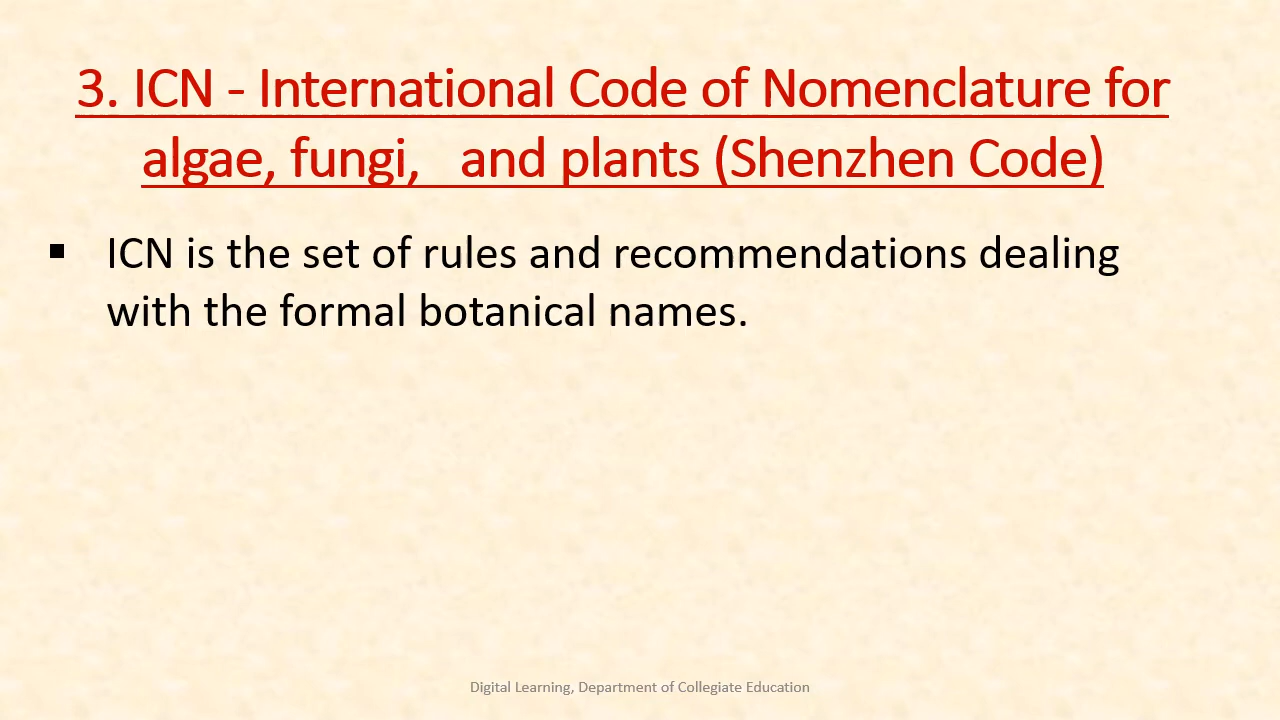 3. ICN - International Code of Nomenclature for
algae, fungi,   and plants (Shenzhen Code)
▪ ICN is the set of rules and recommendations dealing
with the formal botanical names.
Digital Learning, Department of Collegiate Education